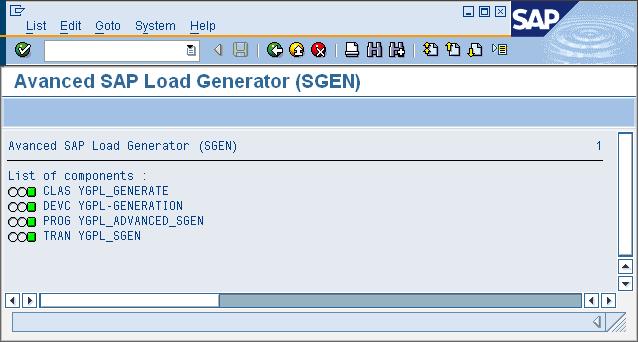 List Edit Goto System Help
SAP
Avanced SAP Load Generator (SGEN)
Avanced SAP Load Generator (SGEN) 1
List of components :
CLAS YGPL_GENERATE
DEVC YGPL-GENERATION
PROG YGPL_ADVANCED_SGEN
TRAN YGPL_SGEN